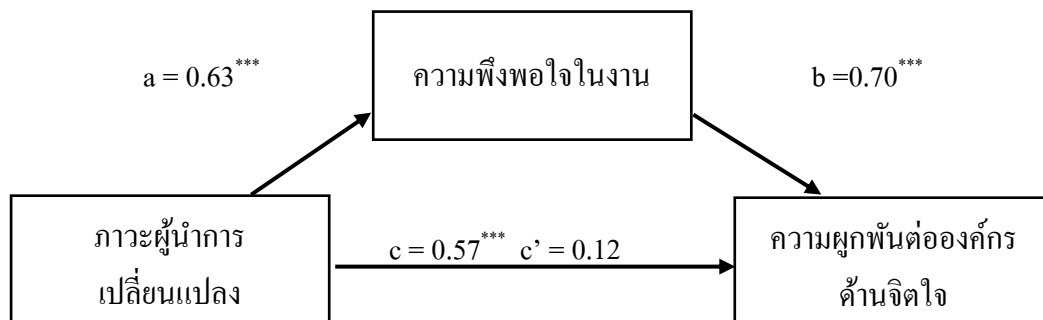 a = 0.63***
ความพึงพอใจในงาน
b =0.70***
ภาวะผู้นำการ
เปลี่ยนแปลง
c = 0.57*** c’ = 0.12
ความผูกพันต่อองค์กร
ด้านจิตใจ